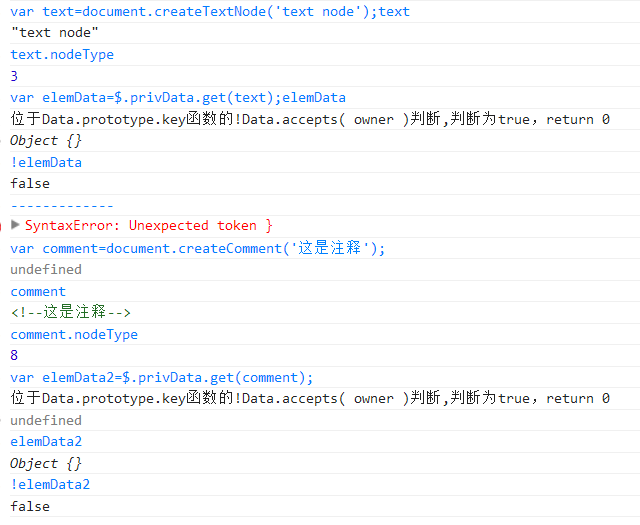 var text=document.createTextNode('text node');text
"text node"
text.nodeType
3
var elemData=$.privData.get(text);elemData
位于Data.prototype.key函数的!Data.accepts( owner )判断,判断为true，return 0
Object {}
!elemData
false
-------------
▶ SyntaxError: Unexpected token }
var comment=document.createComment('这是注释');
undefined
comment
<!--这是注释-->
comment.nodeType
8
var elemData2=$.privData.get(comment);
位于Data.prototype.key函数的!Data.accepts( owner )判断,判断为true，return 0
undefined
elemData2
Object {}
!elemData2
false